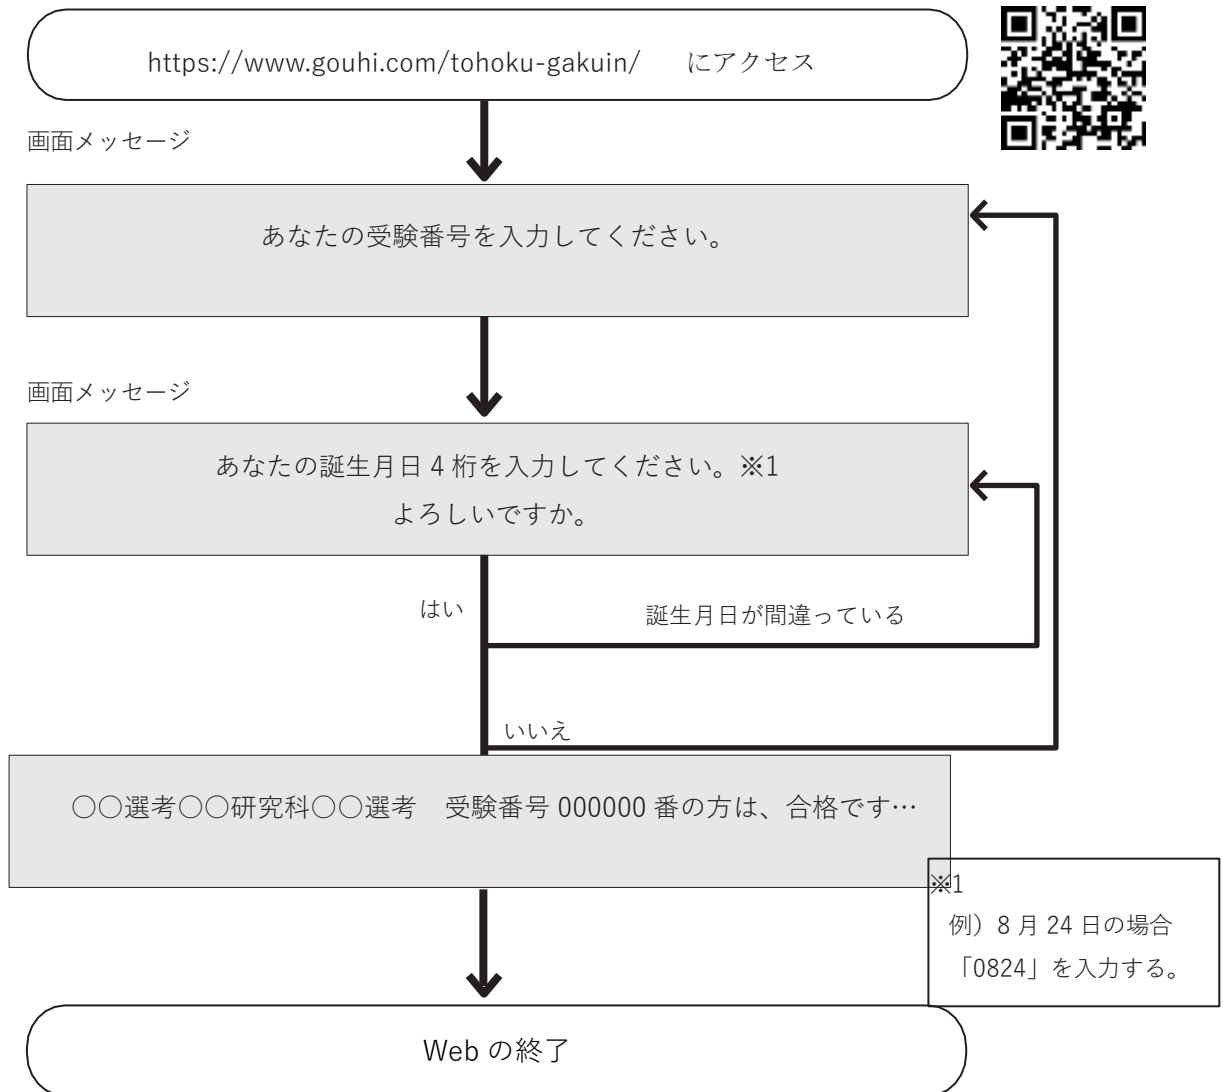 https://www.gouhi.com/tohoku-gakuin/　にアクセス
画面メッセージ
あなたの受験番号を入力してください。
画面メッセージ
あなたの誕生月日 4 桁を入力してください。※1
よろしいですか。
はい
誕生月日が間違っている
いいえ
○○選考○○研究科○○選考　受験番号 000000 番の方は、合格です…
※1
例）8 月 24 日の場合
「0824」を入力する。
Web の終了